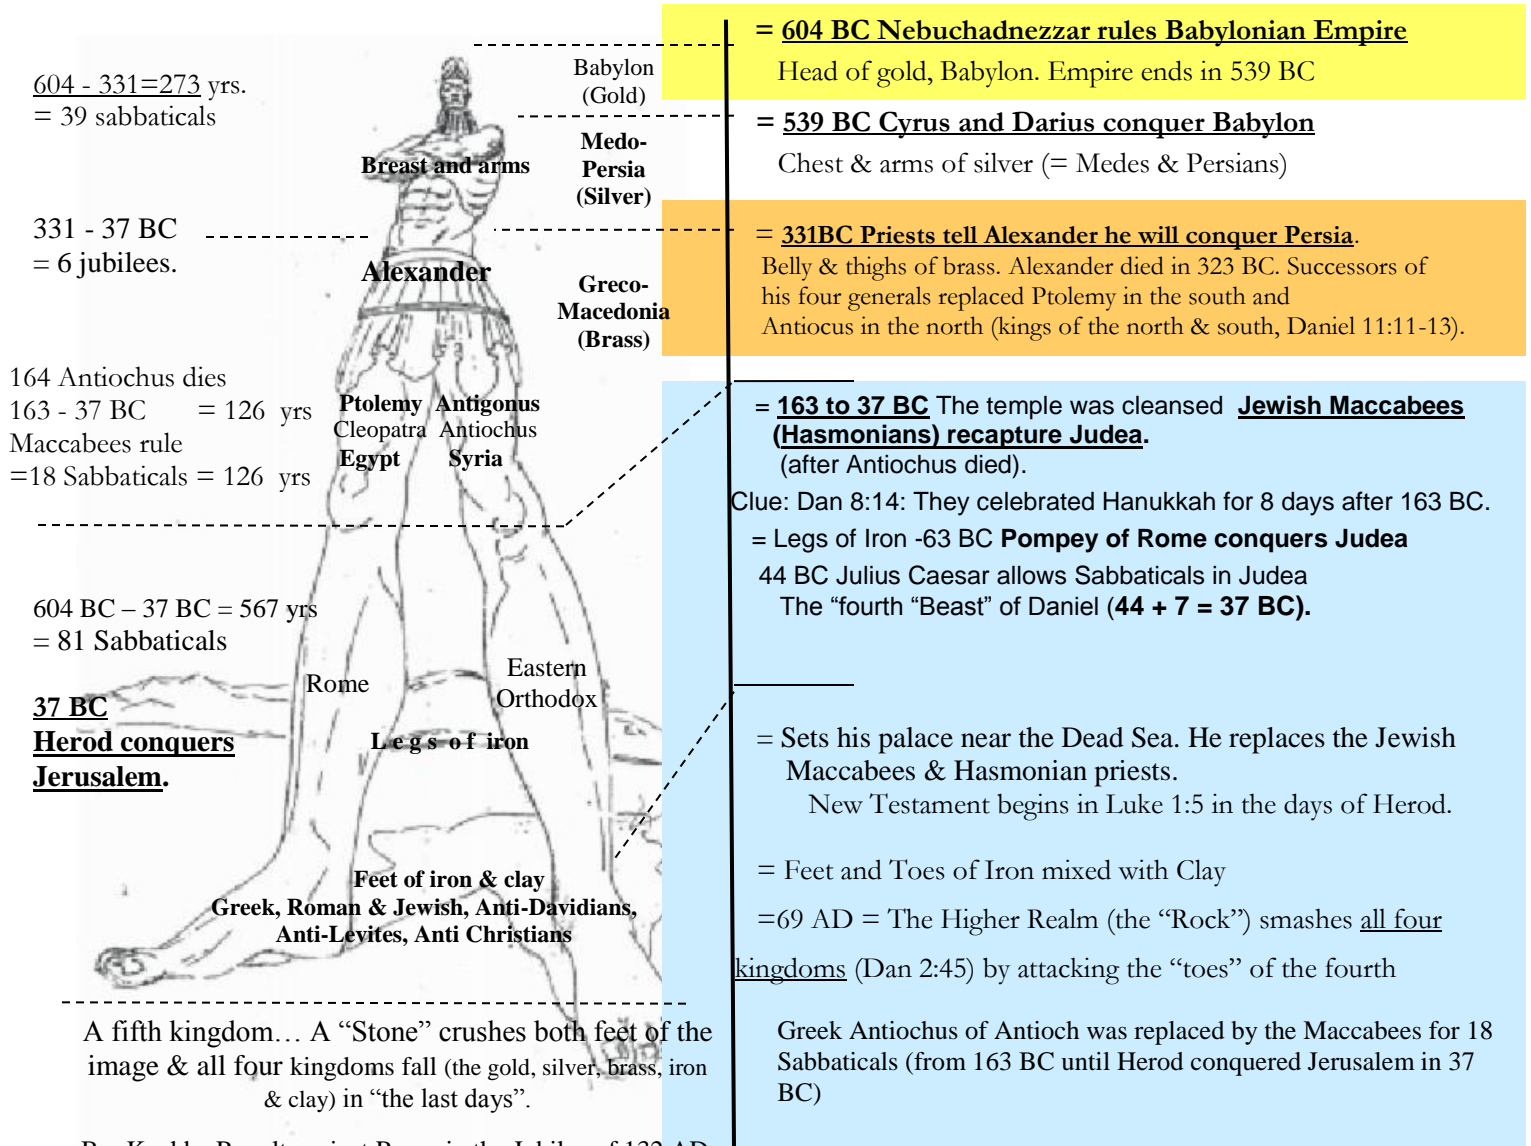 604 - 331=273 yrs.
= 39 sabbaticals
331 - 37 BC
= 6 jubilees.
164 Antiochus dies
163 - 37 BC = 126 yrs
Maccabees rule
=18 Sabbaticals = 126 yrs
604 BC – 37 BC = 567 yrs
= 81 Sabbaticals
37 BC
Herod conquers
Jerusalem.
Babylon
(Gold)
Breast and arms
Medo-
Persia
(Silver)
Alexander
Greco-
Macedonia
(Brass)
Ptolemy Antigonus
Cleopatra Antiochus
Egypt Syria
Rome
Eastern
Orthodox
Legs of iron
Feet of iron & clay
Greek, Roman & Jewish, Anti-Davidians,
Anti-Levites, Anti Christians
A fifth kingdom… A “Stone” crushes both feet of the
image & all four kingdoms fall (the gold, silver, brass, iron
& clay) in “the last days”.
= 604 BC Nebuchadnezzar rules Babylonian Empire
Head of gold, Babylon. Empire ends in 539 BC
= 539 BC Cyrus and Darius conquer Babylon
Chest & arms of silver (= Medes & Persians)
= 331BC Priests tell Alexander he will conquer Persia.
Belly & thighs of brass. Alexander died in 323 BC. Successors of
his four generals replaced Ptolemy in the south and
Antiocus in the north (kings of the north & south, Daniel 11:11-13).
= 163 to 37 BC The temple was cleansed Jewish Maccabees
(Hasmonians) recapture Judea.
(after Antiochus died).
Clue: Dan 8:14: They celebrated Hanukkah for 8 days after 163 BC.
= Legs of Iron -63 BC Pompey of Rome conquers Judea
44 BC Julius Caesar allows Sabbaticals in Judea
The “fourth “Beast” of Daniel (44 + 7 = 37 BC).
= Sets his palace near the Dead Sea. He replaces the Jewish
Maccabees & Hasmonian priests.
New Testament begins in Luke 1:5 in the days of Herod.
= Feet and Toes of Iron mixed with Clay
=69 AD = The Higher Realm (the “Rock”) smashes all four
kingdoms (Dan 2:45) by attacking the “toes” of the fourth
Greek Antiochus of Antioch was replaced by the Maccabees for 18
Sabbaticals (from 163 BC until Herod conquered Jerusalem in 37
BC)